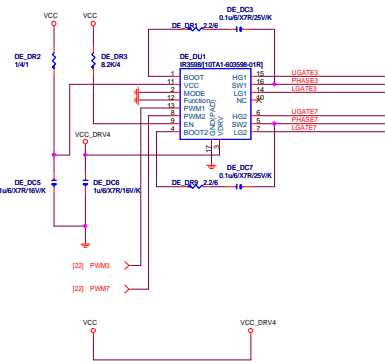 VCC VCC DE_DC3
0.1u/6/X7R/25V/K
DE_DR1 2.2/6
DE_DR2 DE_DR3 DE_DU1
1/4/1 8.2K/4 IR3598/[10TA1-603598-01R]
1 BOOT HG1 15 UGATE3
11 VCC SW1 16 PHASE3
2 MODE LG1 14 LGATE3
12 Function NC 10
13 PWM1
8 PWM2 HG2 6 UGATE7
9 EN SW2 5 PHASE7
4 BOOT2 LG2 7 LGATE7
GND(PAD) VDRV
17 3
VCC_DRV4
DE_DC5 DE_DC6 DE_DR9 2.2/6 DE_DC7
1u/6/X7R/16V/K 1u/6/X7R/16V/K 0.1u/6/X7R/25V/K
[22] PWM3
[22] PWM7
VCC VCC_DRV4